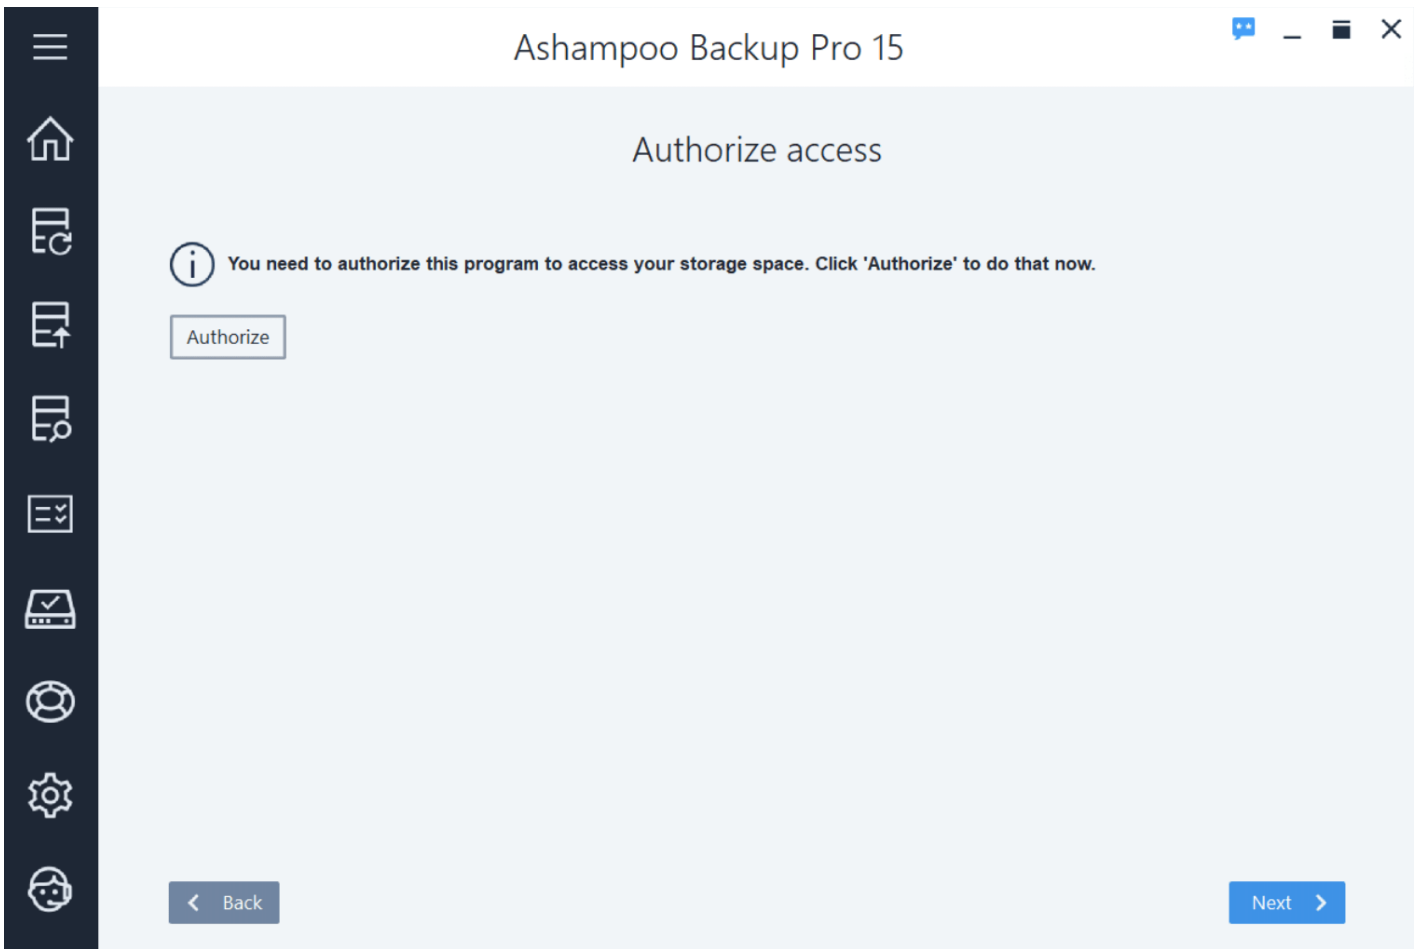 Ashampoo Backup Pro 15
Authorize access
You need to authorize this program to access your storage space. Click 'Authorize' to do that now.
Authorize
Back
Next